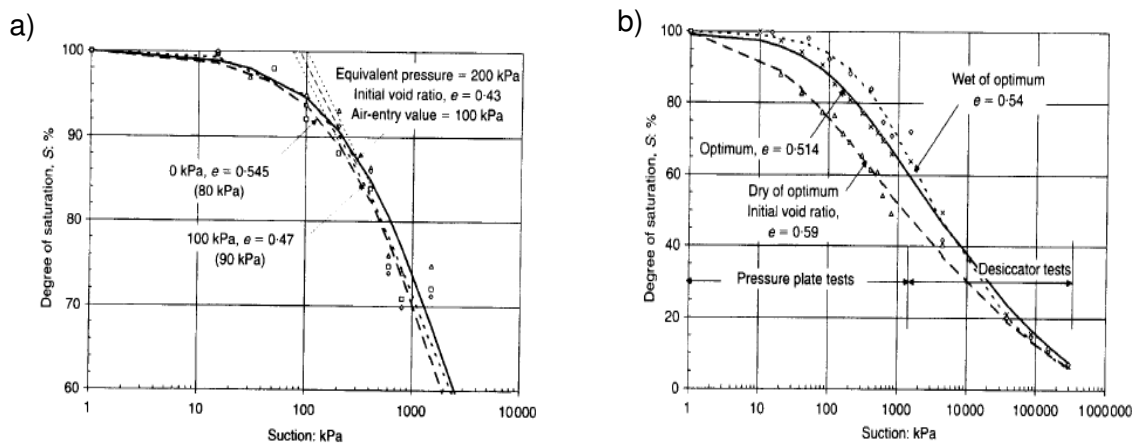 a)
100
90
80
70
60
Degree of saturation, S: %
Equivalent pressure = 200 kPa
Initial void ratio, e = 0·43
Air-entry value = 100 kPa
0 kPa, e = 0·545
(80 kPa)
100 kPa, e = 0·47
(90 kPa)
1
10
100
1000
10000
Suction: kPa
b)
100
80
60
40
20
0
Degree of saturation, S: %
Wet of optimum
e = 0·54
Optimum, e = 0·514
Dry of optimum
Initial void ratio,
e = 0·59
Pressure plate tests
Desiccator tests
1
10
100
1000
10000
100000
1000000
Suction: kPa